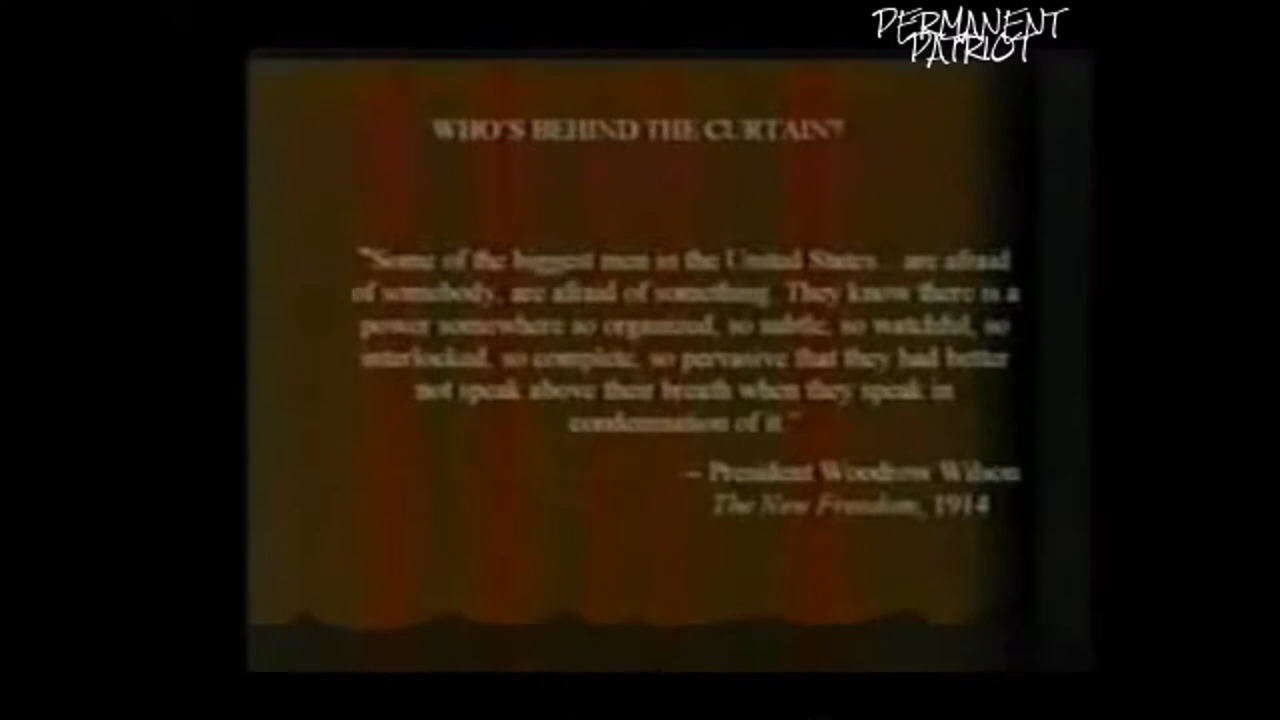 PERMANENT
PATRIOT
WHO'S BEHIND THE CURTAIN?
"Some of the biggest men in the United States... are afraid
of somebody, are afraid of something. They know there is a
power somewhere so organized, so subtle, so watchful, so
interlocked, so complete, so pervasive that they had better
not speak above their breath when they speak in
condemnation of it."
-- President Woodrow Wilson
The New Freedom, 1914